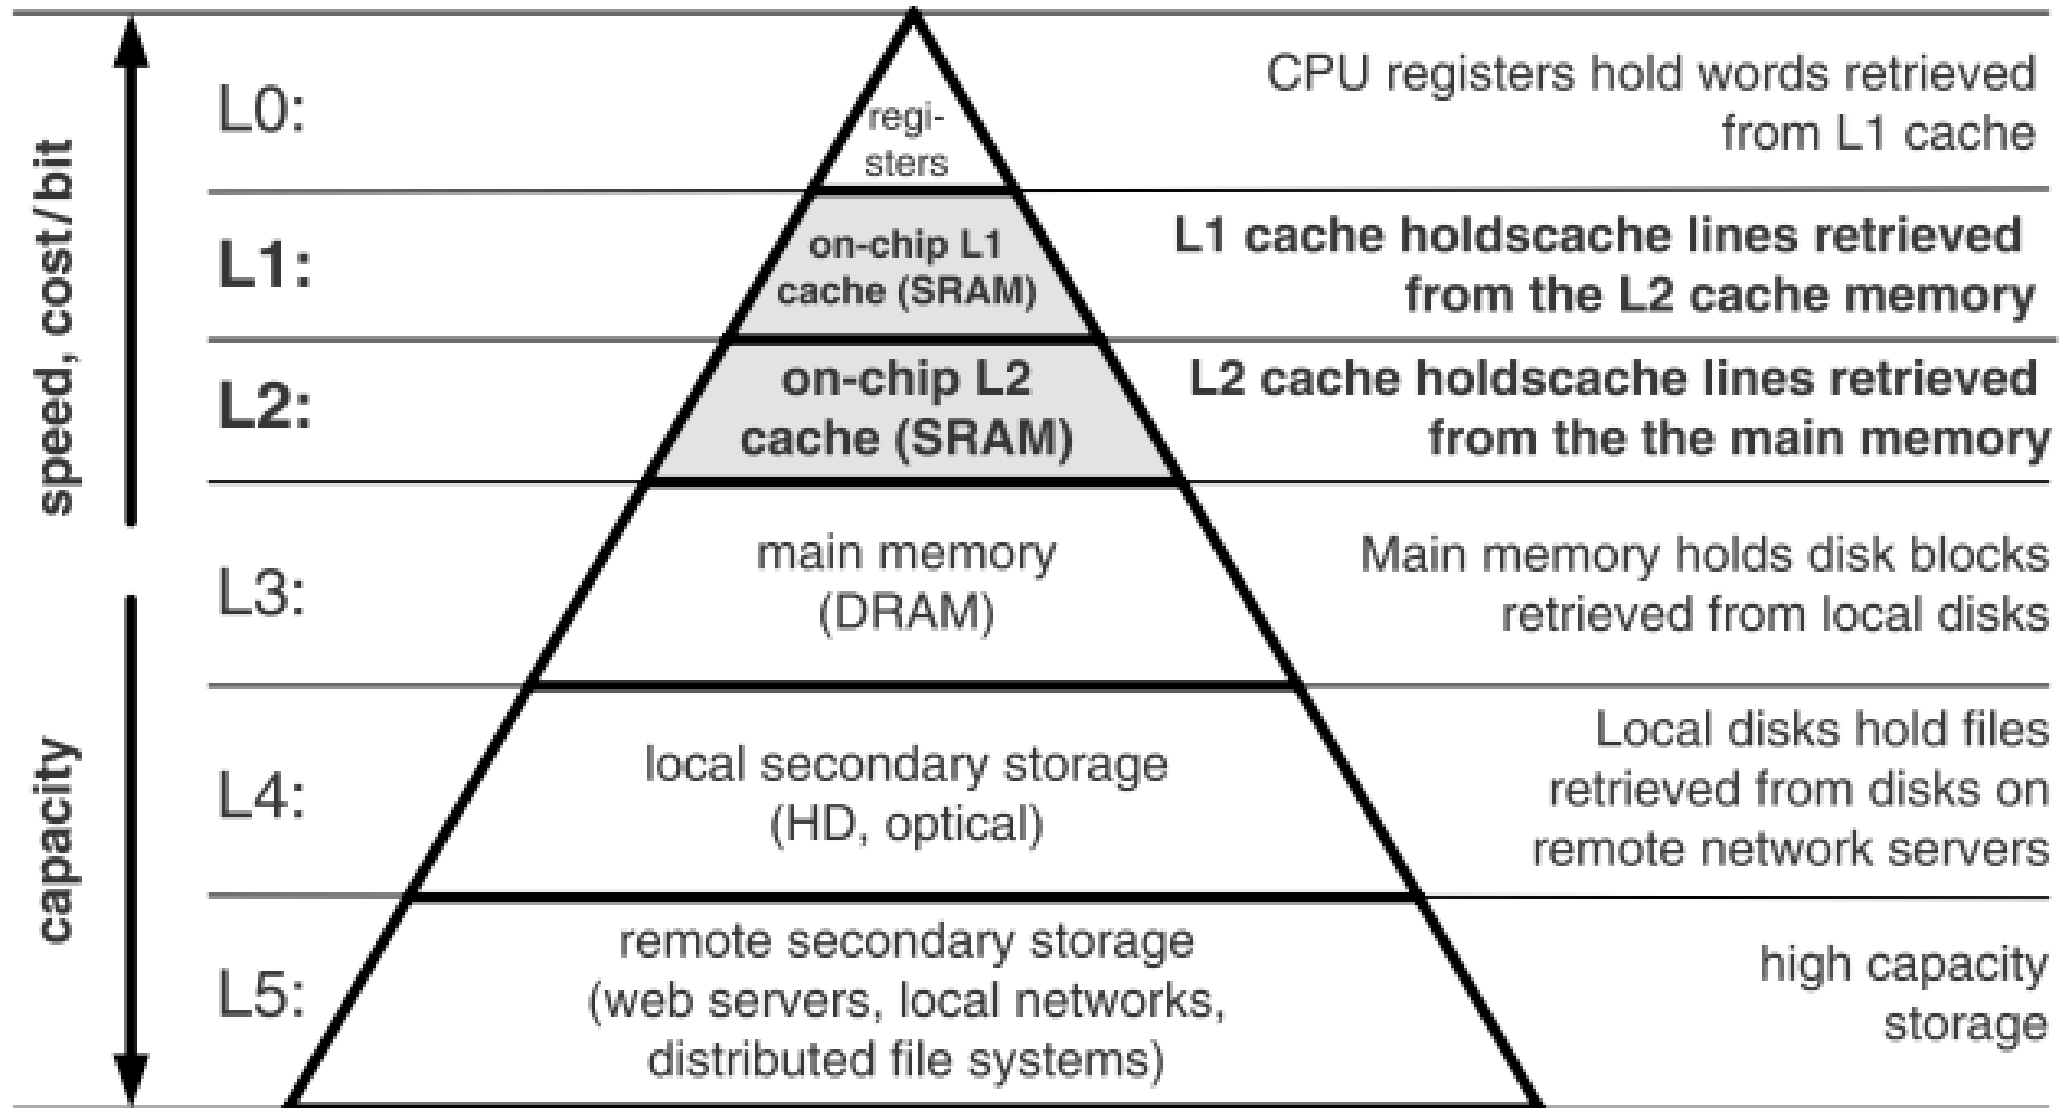 speed, cost/bit
capacity
L0:
regi-
sters
CPU registers hold words retrieved
from L1 cache
L1:
on-chip L1
cache (SRAM)
L1 cache holdscache lines retrieved
from the L2 cache memory
L2:
on-chip L2
cache (SRAM)
L2 cache holdscache lines retrieved
from the the main memory
L3:
main memory
(DRAM)
Main memory holds disk blocks
retrieved from local disks
L4:
local secondary storage
(HD, optical)
Local disks hold files
retrieved from disks on
remote network servers
L5:
remote secondary storage
(web servers, local networks,
distributed file systems)
high capacity
storage